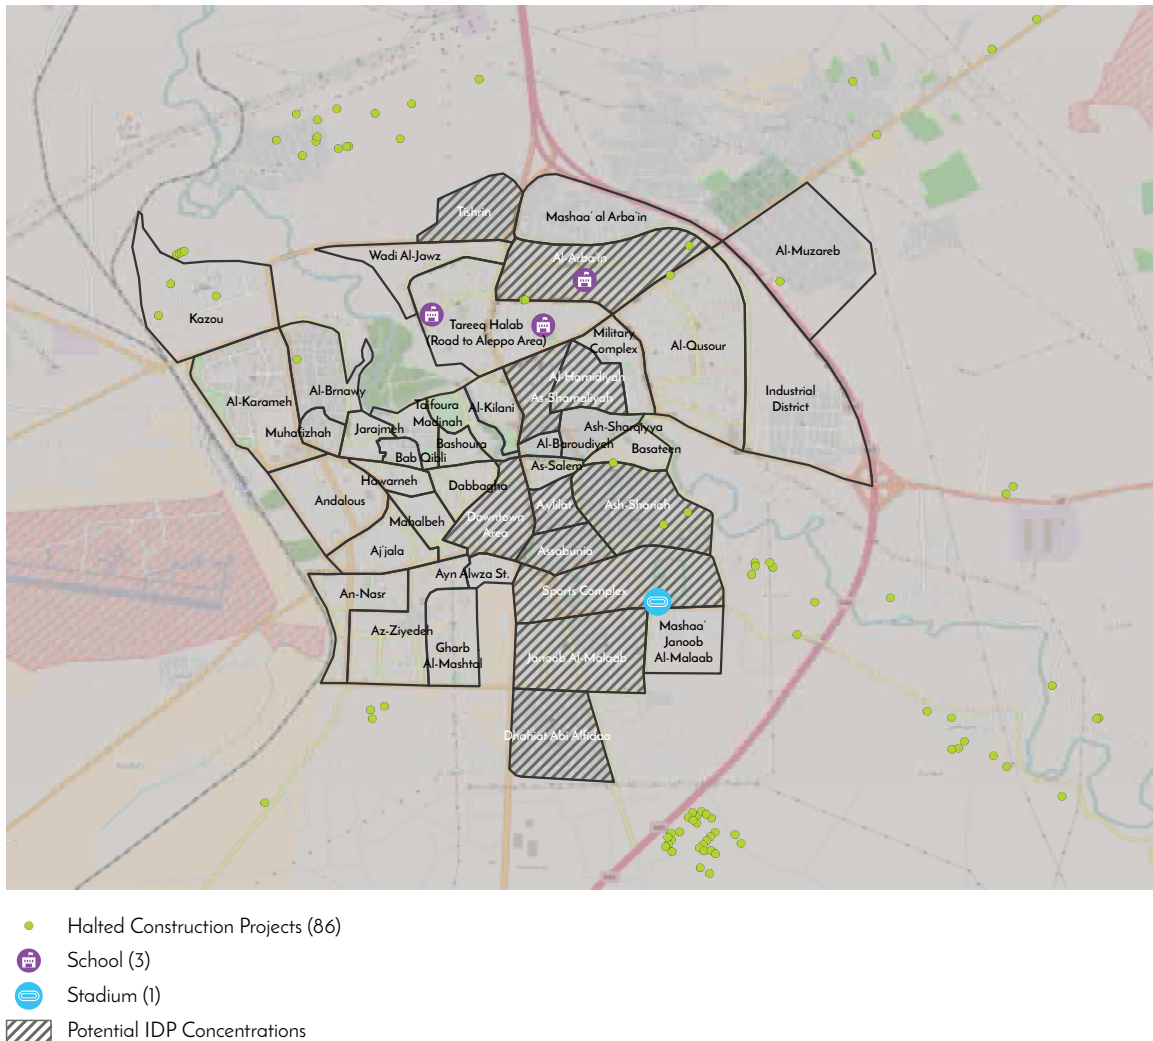 Tishrin
Mashaa' al Arba'in
Wadi Al-Jawz
Al-Arba'in
Al-Muzareb
Kazou
Tareeq Halab
(Road to Aleppo Area)
Military
Complex
Al-Qusour
Al-Hamidiyeh
As-Shamaliyah
Industrial
District
Al-Brnawy
Al-Karameh
Muhafizhah
Taifoura
Madinah
Al-Kilani
Jarajmeh
Bashoura
Bab Qibli
Ash-Sharqiyya
Al-Baroudiyeh
Basateen
As-Salem
Hawarneh
Dabbagha
Andalous
Mahalbeh
Downtown
Area
Aylilat
Ash-Shariah
Aj'jala
Assabunia
Ayn Alwza St.
An-Nasr
Sports Complex
Az-Ziyedeh
Gharb
Al-Mashtal
Janoob Al-Malaab
Mashaa'
Janoob
Al-Malaab
Dhahiat Abi Alfidaa
Halted Construction Projects (86)
School (3)
Stadium (1)
Potential IDP Concentrations